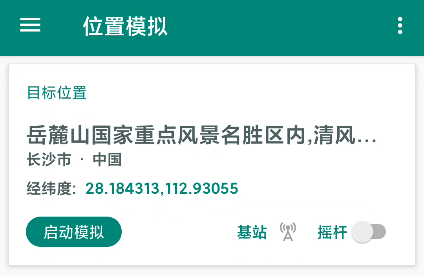 位置模拟
目标位置
岳麓山国家重点风景名胜区内,清风...
长沙市 · 中国
经纬度: 28.184313,112.93055
启动模拟 基站 摇杆